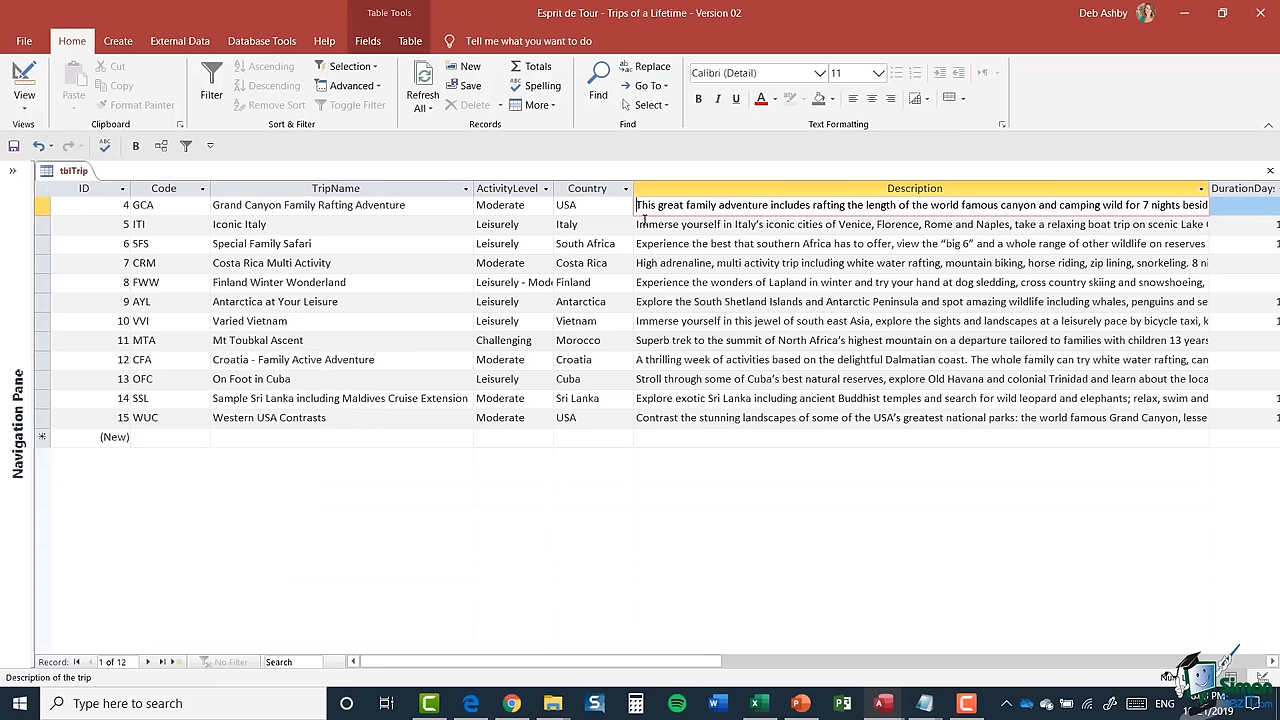 Table Tools
Esprit de Tour - Trips of a Lifetime - Version 02
Deb Ashby
File Home Create External Data Database Tools Help Fields Table Tell me what you want to do
View
Views
Paste
Cut
Copy
Format Painter
Clipboard
Filter
Ascending
Descending
Remove Sort
Selection
Advanced
Toggle Filter
Sort & Filter
Refresh
All
New
Save
Delete
Totals
Spelling
More
Records
Find
Replace
Go To
Select
Find
Calibri (Detail) 11
B I U A
Text Formatting
ABC B
tblTrip
ID Code TripName ActivityLevel Country Description DurationDays
4 GCA Grand Canyon Family Rafting Adventure Moderate USA This great family adventure includes rafting the length of the world famous canyon and camping wild for 7 nights besid
5 ITI Iconic Italy Leisurely Italy Immerse yourself in Italy's iconic cities of Venice, Florence, Rome and Naples, take a relaxing boat trip on scenic Lake 1
6 SFS Special Family Safari Leisurely South Africa Experience the best that southern Africa has to offer, view the “big 6” and a whole range of other wildlife on reserves 1
7 CRM Costa Rica Multi Activity Moderate Costa Rica High adrenaline, multi activity trip including white water rafting, mountain biking, horse riding, zip lining, snorkeling. 8 ni
8 FWW Finland Winter Wonderland Leisurely - Mode Finland Experience the wonders of Lapland in winter and try your hand at dog sledding, cross country skiing and snowshoeing,
9 AYL Antarctica at Your Leisure Leisurely Antarctica Explore the South Shetland Islands and Antarctic Peninsula and spot amazing wildlife including whales, penguins and se 1
10 VVI Varied Vietnam Leisurely Vietnam Immerse yourself in this jewel of south east Asia, explore the sights and landscapes at a leisurely pace by bicycle taxi, k 1
11 MTA Mt Toubkal Ascent Challenging Morocco Superb trek to the summit of North Africa's highest mountain on a departure tailored to families with children 13 years
12 CFA Croatia - Family Active Adventure Moderate Croatia A thrilling week of activities based on the delightful Dalmatian coast. The whole family can try white water rafting, can
13 OFC On Foot in Cuba Leisurely Cuba Stroll through some of Cuba's best natural reserves, explore Old Havana and colonial Trinidad and learn about the loca 1
14 SSL Sample Sri Lanka including Maldives Cruise Extension Moderate Sri Lanka Explore exotic Sri Lanka including ancient Buddhist temples and search for wild leopard and elephants; relax, swim and 1
15 WUC Western USA Contrasts Moderate USA Contrast the stunning landscapes of some of the USA's greatest national parks: the world famous Grand Canyon, lesse 1
* (New)
Navigation Pane
Record: 1 of 12 No Filter Search
Description of the trip
Type here to search
ENG